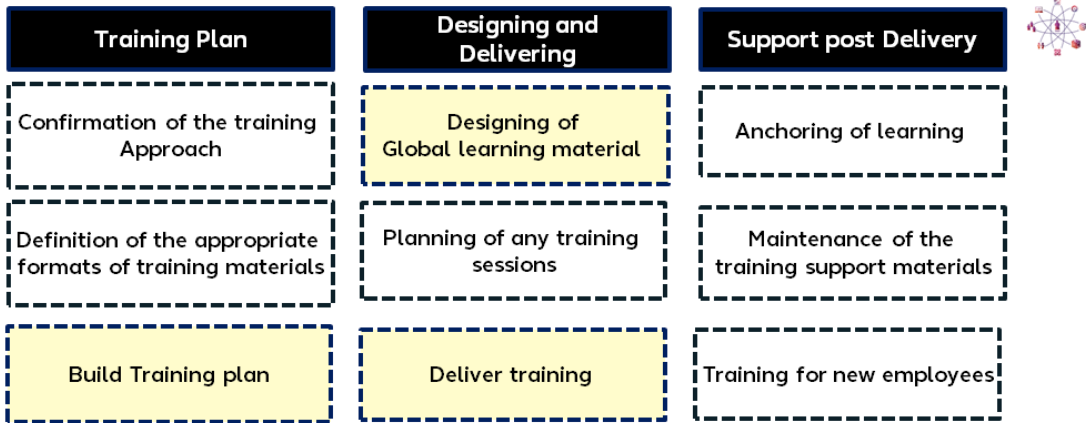 Training Plan
Designing and
Delivering
Support post Delivery
Confirmation of the training
Approach
Designing of
Global learning material
Anchoring of learning
Definition of the appropriate
formats of training materials
Planning of any training
sessions
Maintenance of the
training support materials
Build Training plan
Deliver training
Training for new employees